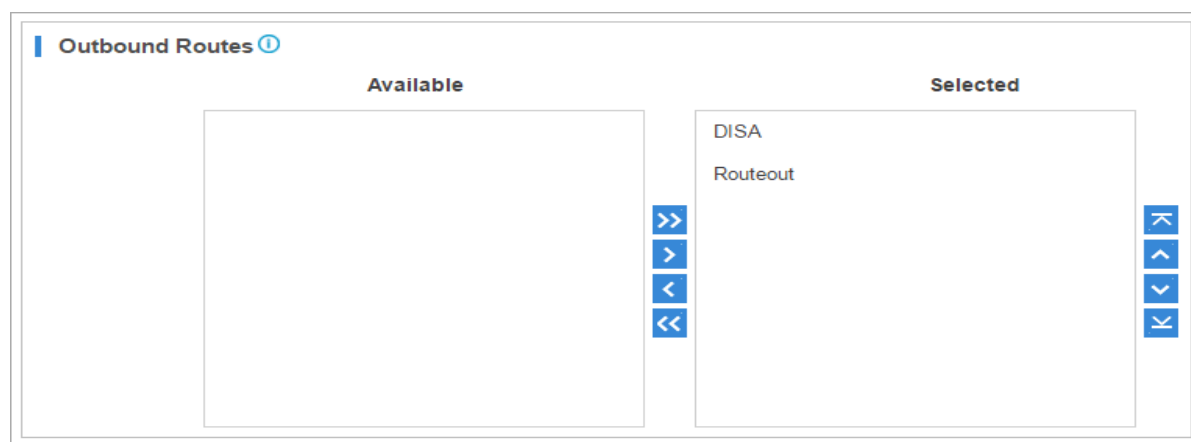 Outbound Routes
Available
Selected
DISA
Routeout